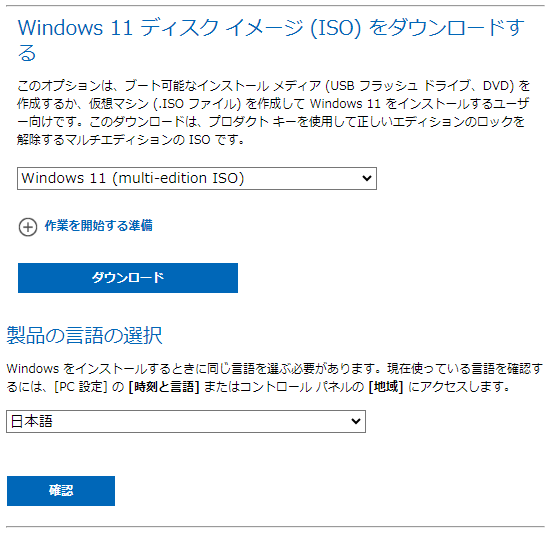 Windows 11 ディスク イメージ (ISO) をダウンロードす
る
このオプションは、ブート可能なインストール メディア (USB フラッシュ ドライブ、DVD) を
作成するか、仮想マシン (.ISO ファイル) を作成して Windows 11 をインストールするユーザ
ー向けです。このダウンロードは、プロダクト キーを使用して正しいエディションのロックを
解除するマルチエディションの ISO です。
Windows 11 (multi-edition ISO)
作業を開始する準備
ダウンロード
製品の言語の選択
Windows をインストールするときに同じ言語を選ぶ必要があります。現在使っている言語を確認す
るには、[PC 設定] の [時刻と言語] またはコントロール パネルの [地域] にアクセスします。
日本語
確認